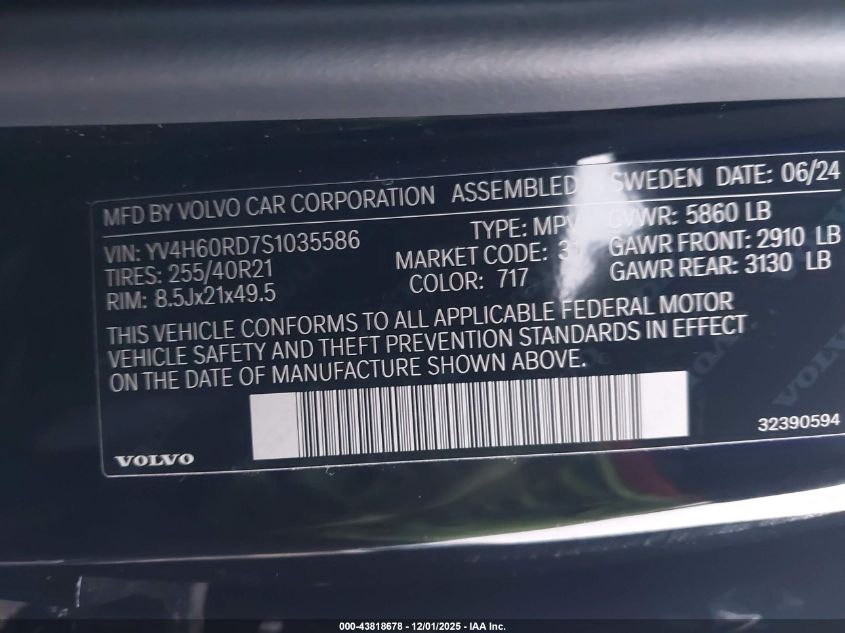 MFD BY VOLVO CAR CORPORATION ASSEMBLED SWEDEN DATE: 06/24
VIN: YV4H60RD7S1035586 TYPE: GVWR: 5860 LB
TIRES: 255/40R21 MARKET CODE: GAWR FRONT: 2910 LB
RIM: 8.5Jx21x49.5 COLOR: 717 GAWR REAR: 3130 LB
THIS VEHICLE CONFORMS TO ALL APPLICABLE FEDERAL MOTOR
VEHICLE SAFETY AND THEFT PREVENTION STANDARDS IN EFFECT
ON THE DATE OF MANUFACTURE SHOWN ABOVE.
32390594
VOLVO
000-43818678 - 12/01/2025 - IAA Inc.